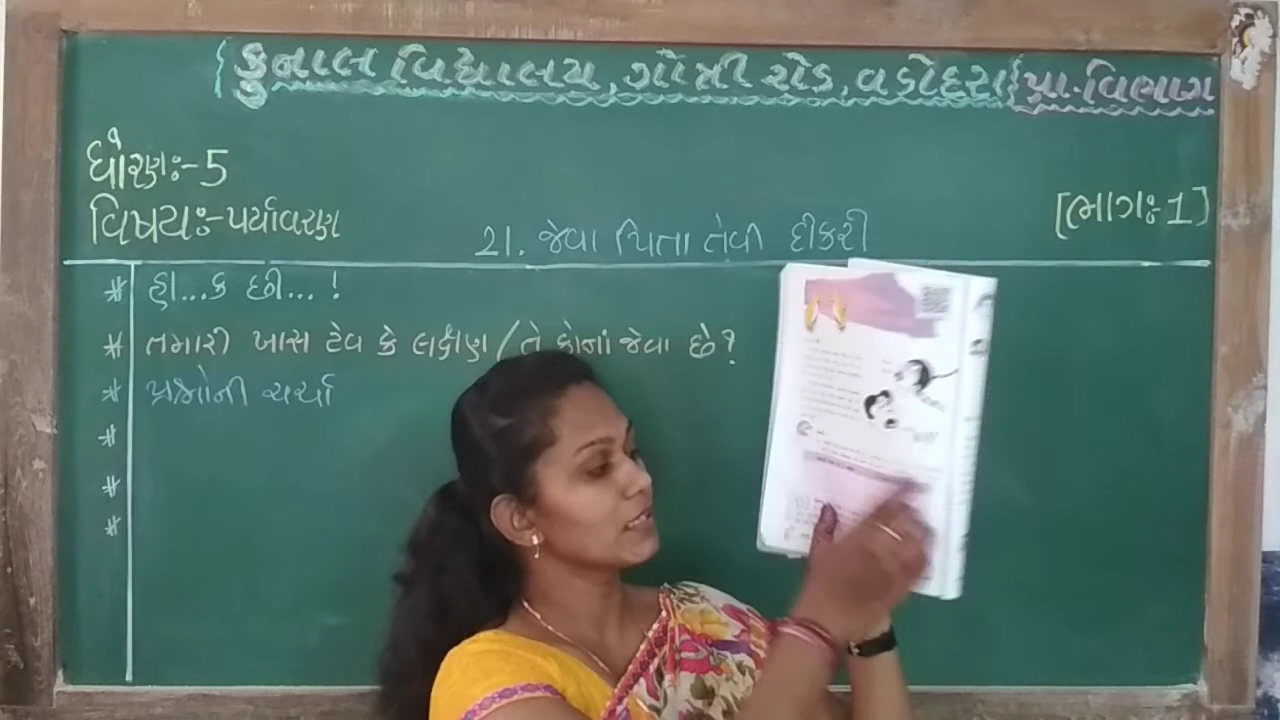 {કુનાલ વિદ્યાલય, ગોત્રી રોડ, વડોદરા} પ્રા. વિભાગ
ધોરણઃ-5
વિષયઃ-પર્યાવરણ
[ભાગઃ-1]
21. જેવા પિતા તેવી દીકરી
* હા...ક છીં...!
* તમારી ખાસ ટેવ કે લક્ષણ / તે કોનાં જેવા છે?
* પ્રશ્નોની ચર્ચા
*
*
*